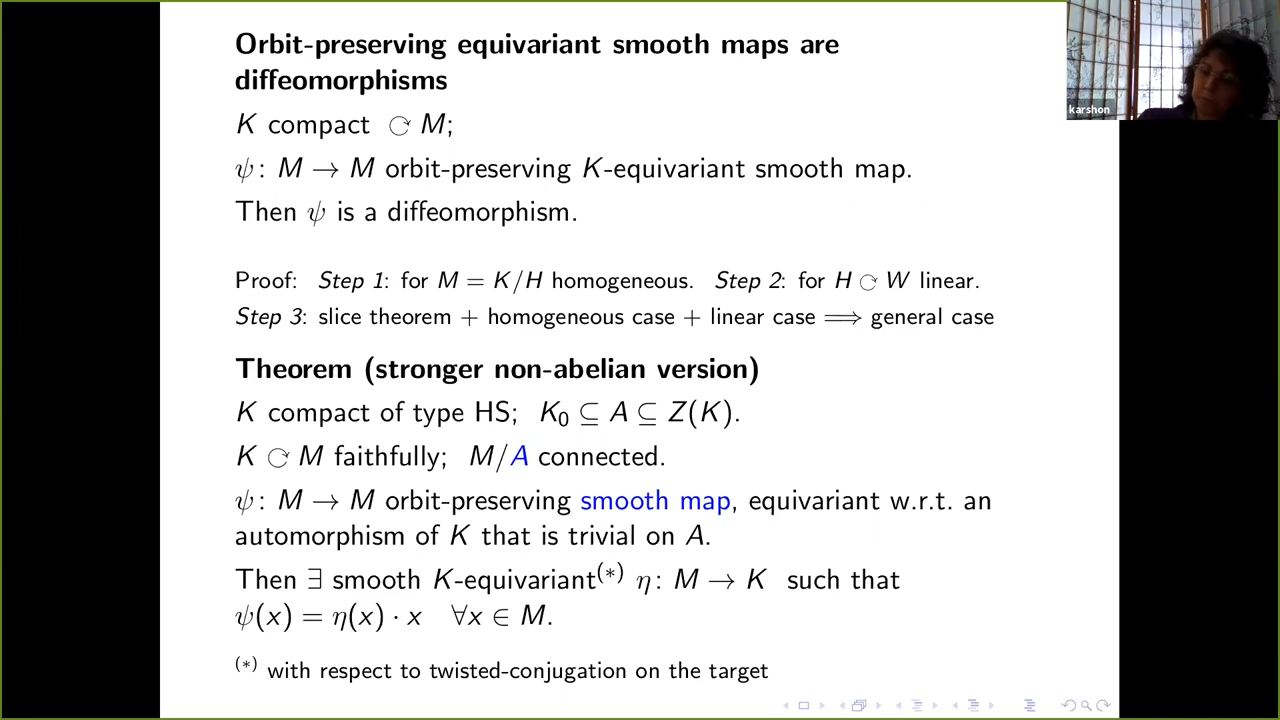 Orbit-preserving equivariant smooth maps are
diffeomorphisms
K compact ⟳ M;
ψ: M → M orbit-preserving K-equivariant smooth map.
Then ψ is a diffeomorphism.
Proof: Step 1: for M = K/H homogeneous. Step 2: for H ⟳ W linear.
Step 3: slice theorem + homogeneous case + linear case ⟹ general case
Theorem (stronger non-abelian version)
K compact of type HS; K₀ ⊆ A ⊆ Z(K).
K ⟳ M faithfully; M/A connected.
ψ: M → M orbit-preserving smooth map, equivariant w.r.t. an
automorphism of K that is trivial on A.
Then ∃ smooth K-equivariant⁽*⁾ η: M → K such that
ψ(x) = η(x) · x ∀x ∈ M.
⁽*⁾ with respect to twisted-conjugation on the target
karshon